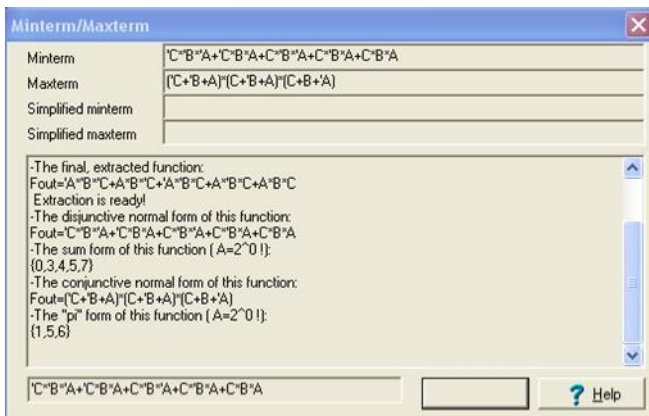 Minterm/Maxterm
Minterm 'C*'B*'A+'C*B*A+C*'B*'A+C*'B*A+C*B*A
Maxterm ('C+'B+A)*(C+'B+A)*(C+B+'A)
Simplified minterm
Simplified maxterm
-The final, extracted function:
Fout='A*'B*'C+A*B*'C+'A*'B*C+A*'B*C+A*B*C
Extraction is ready!
-The disjunctive normal form of this function:
Fout='C*'B*'A+'C*B*A+C*'B*'A+C*'B*A+C*B*A
-The sum form of this function ( A=2^0 !):
{0,3,4,5,7}
-The conjunctive normal form of this function:
Fout=('C+'B+A)*(C+'B+A)*(C+B+'A)
-The "pi" form of this function ( A=2^0 !):
{1,5,6}
'C*'B*'A+'C*B*A+C*'B*'A+C*'B*A+C*B*A
? Help